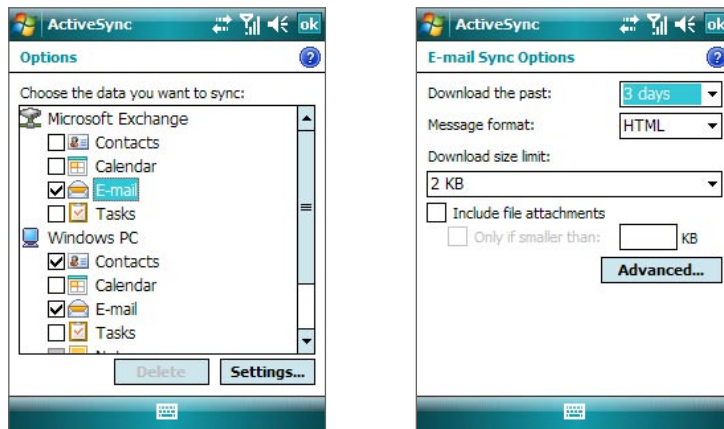 ActiveSync ok
Options
Choose the data you want to sync:
Microsoft Exchange
Contacts
Calendar
E-mail
Tasks
Windows PC
Contacts
Calendar
E-mail
Tasks
Delete Settings...
ActiveSync ok
E-mail Sync Options
Download the past: 3 days
Message format: HTML
Download size limit:
2 KB
Include file attachments
Only if smaller than: KB
Advanced...